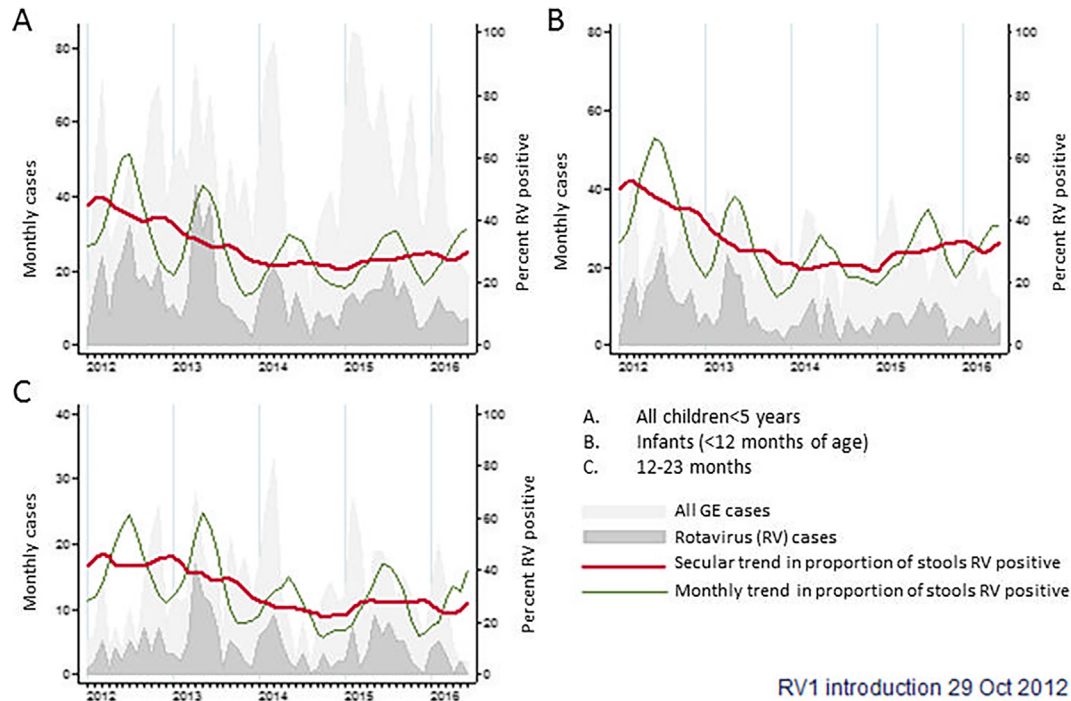 A
B
80
60
40
20
0
Monthly cases
100
80
60
40
20
0
Percent RV positive
2012 2013 2014 2015 2016
80
60
40
20
0
Monthly cases
100
80
60
40
20
0
Percent RV positive
2012 2013 2014 2015 2016
C
40
30
20
10
0
Monthly cases
100
80
60
40
20
0
Percent RV positive
2012 2013 2014 2015 2016
A. All children<5 years
B. Infants (<12 months of age)
C. 12-23 months
All GE cases
Rotavirus (RV) cases
Secular trend in proportion of stools RV positive
Monthly trend in proportion of stools RV positive
RV1 introduction 29 Oct 2012